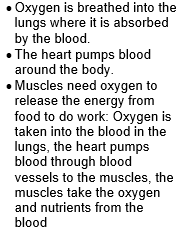 • Oxygen is breathed into the
lungs where it is absorbed
by the blood.
• The heart pumps blood
around the body.
• Muscles need oxygen to
release the energy from
food to do work: Oxygen is
taken into the blood in the
lungs, the heart pumps
blood through blood
vessels to the muscles, the
muscles take the oxygen
and nutrients from the
blood